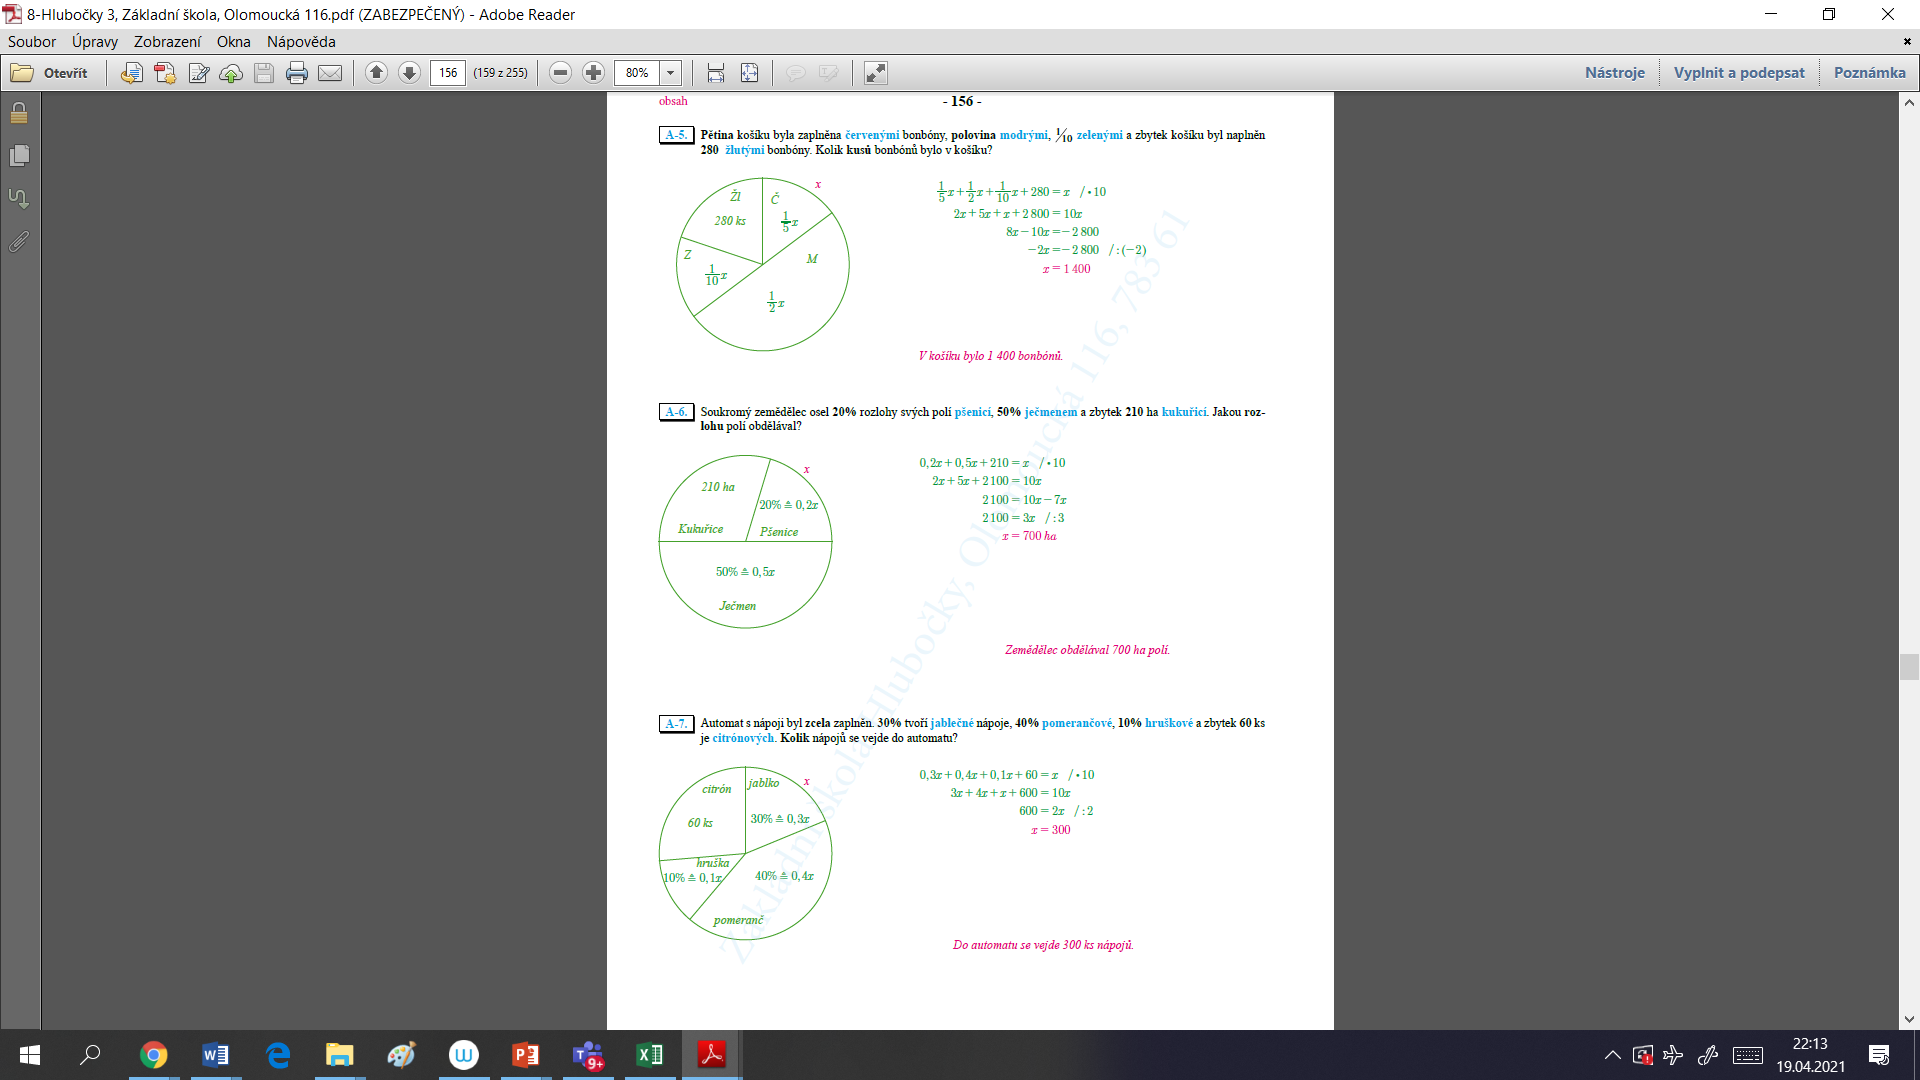 8-Hlubočky 3, Základní škola, Olomoucká 116.pdf (ZABEZPEČENÝ) - Adobe Reader
Soubor Úpravy Zobrazení Okna Nápověda
Otevřít 156 (159 z 255) 80% Nástroje Vyplnit a podepsat Poznámka
obsah - 156 -
A-5. Pětina košíku byla zaplněna červenými bonbóny, polovina modrými, 1/10 zelenými a zbytek košíku byl naplněn
280 žlutými bonbóny. Kolik kusů bonbónů bylo v košíku?
Žl
280 ks
Č
1/5 x
x
Z
1/10 x
M
1/2 x
1/5 x + 1/2 x + 1/10 x + 280 = x / • 10
2x + 5x + x + 2 800 = 10x
8x − 10x = − 2 800
−2x = − 2 800 / : (−2)
x = 1 400
V košíku bylo 1 400 bonbónů.
A-6. Soukromý zemědělec osel 20% rozlohy svých polí pšenicí, 50% ječmenem a zbytek 210 ha kukuřicí. Jakou roz-
lohu polí obdělával?
210 ha
Kukuřice
x
20% ≙ 0,2x
Pšenice
50% ≙ 0,5x
Ječmen
0,2x + 0,5x + 210 = x / • 10
2x + 5x + 2 100 = 10x
2 100 = 10x − 7x
2 100 = 3x / : 3
x = 700 ha
Zemědělec obdělával 700 ha polí.
A-7. Automat s nápoji byl zcela zaplněn. 30% tvoří jablečné nápoje, 40% pomerančové, 10% hruškové a zbytek 60 ks
je citrónových. Kolik nápojů se vejde do automatu?
citrón
60 ks
jablko
x
30% ≙ 0,3x
hruška
10% ≙ 0,1x
40% ≙ 0,4x
pomeranč
0,3x + 0,4x + 0,1x + 60 = x / • 10
3x + 4x + x + 600 = 10x
600 = 2x / : 2
x = 300
Do automatu se vejde 300 ks nápojů.
Základní škola Hlubočky, Olomoucká 116, 783 61
9+
22:13
19.04.2021